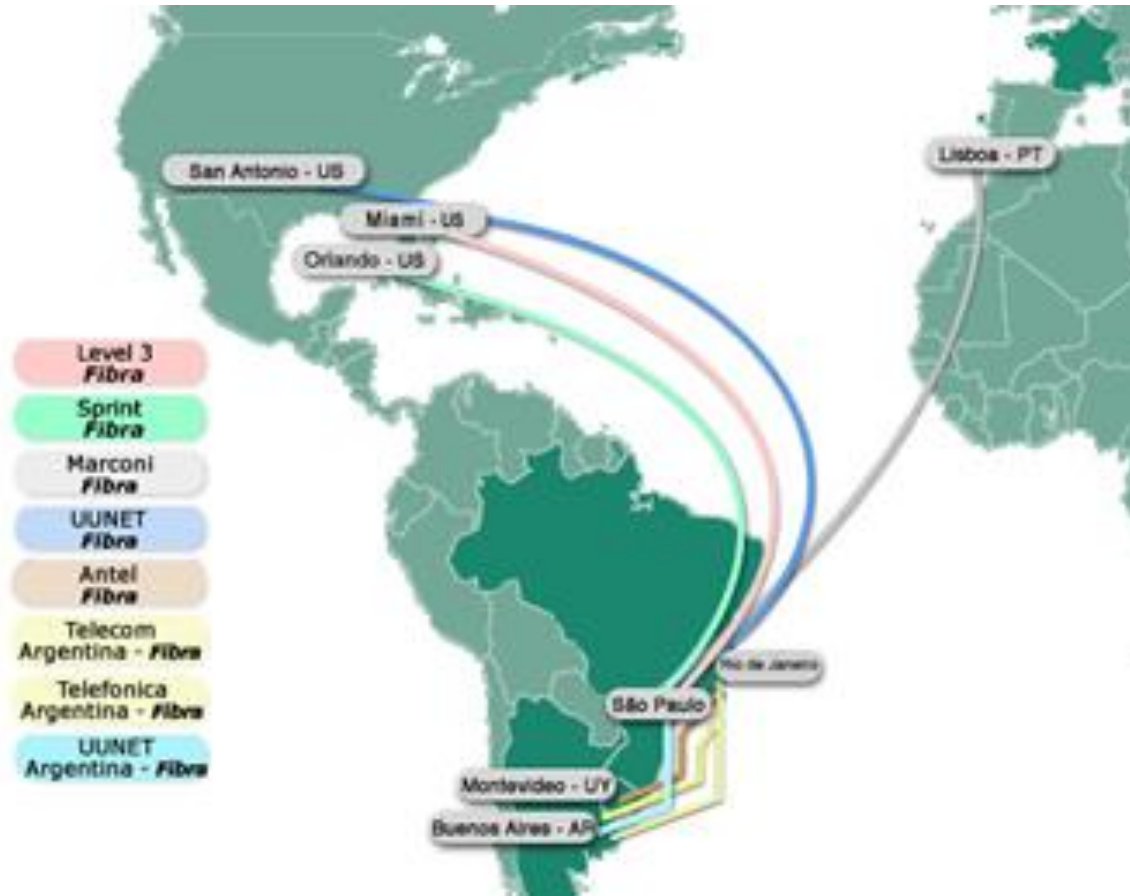 San Antonio - US
Miami - US
Orlando - US
Lisboa - PT
Level 3
Fibra
Sprint
Fibra
Marconi
Fibra
UUNET
Fibra
Antel
Fibra
Telecom
Argentina - Fibra
Telefonica
Argentina - Fibra
UUNET
Argentina - Fibra
Rio de Janeiro
São Paulo
Montevideo - UY
Buenos Aires - AR